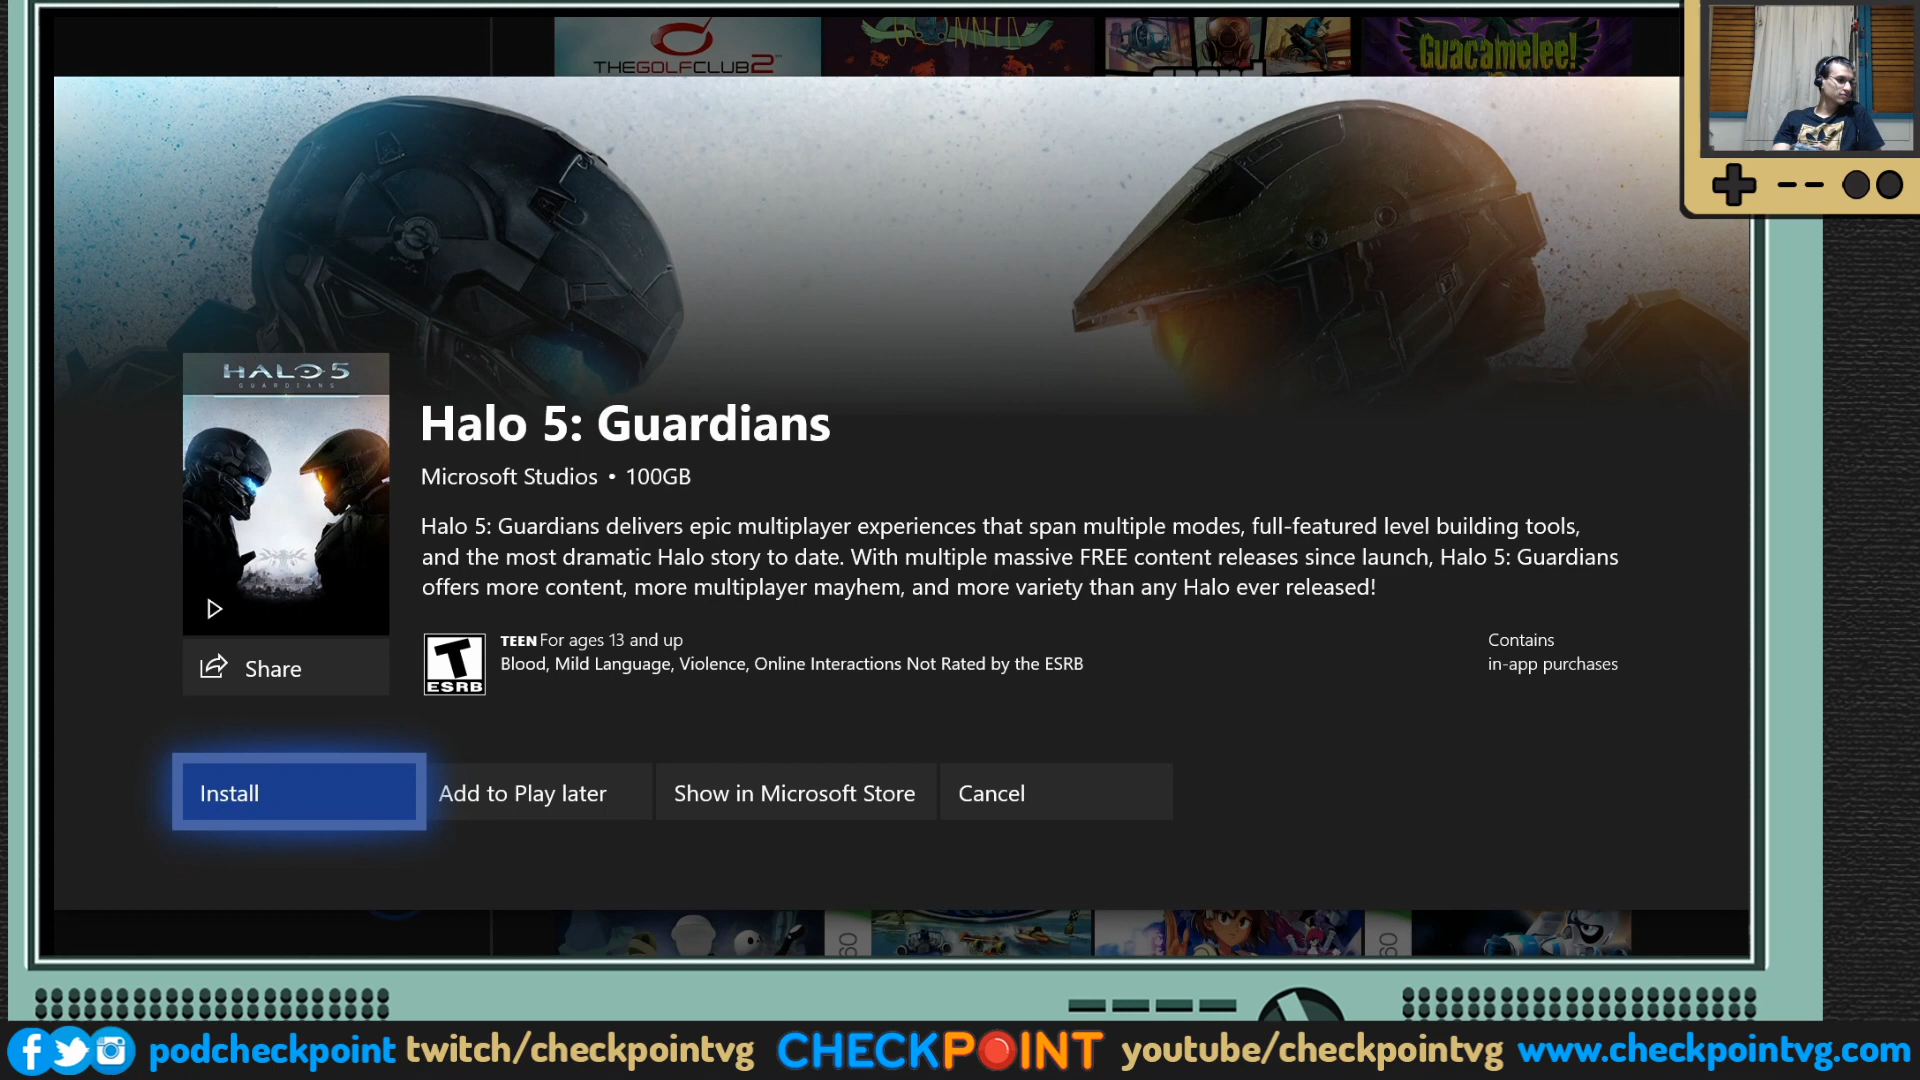 THEGOLFCLUB2
Guacamelee!
HALO 5
GUARDIANS
Halo 5: Guardians
Microsoft Studios • 100GB
Halo 5: Guardians delivers epic multiplayer experiences that span multiple modes, full-featured level building tools,
and the most dramatic Halo story to date. With multiple massive FREE content releases since launch, Halo 5: Guardians
offers more content, more multiplayer mayhem, and more variety than any Halo ever released!
T
ESRB
TEEN For ages 13 and up
Blood, Mild Language, Violence, Online Interactions Not Rated by the ESRB
Contains
in-app purchases
Share
Install
Add to Play later
Show in Microsoft Store
Cancel
60
60
podcheckpoint twitch/checkpointvg CHECKPOINT youtube/checkpointvg www.checkpointvg.com